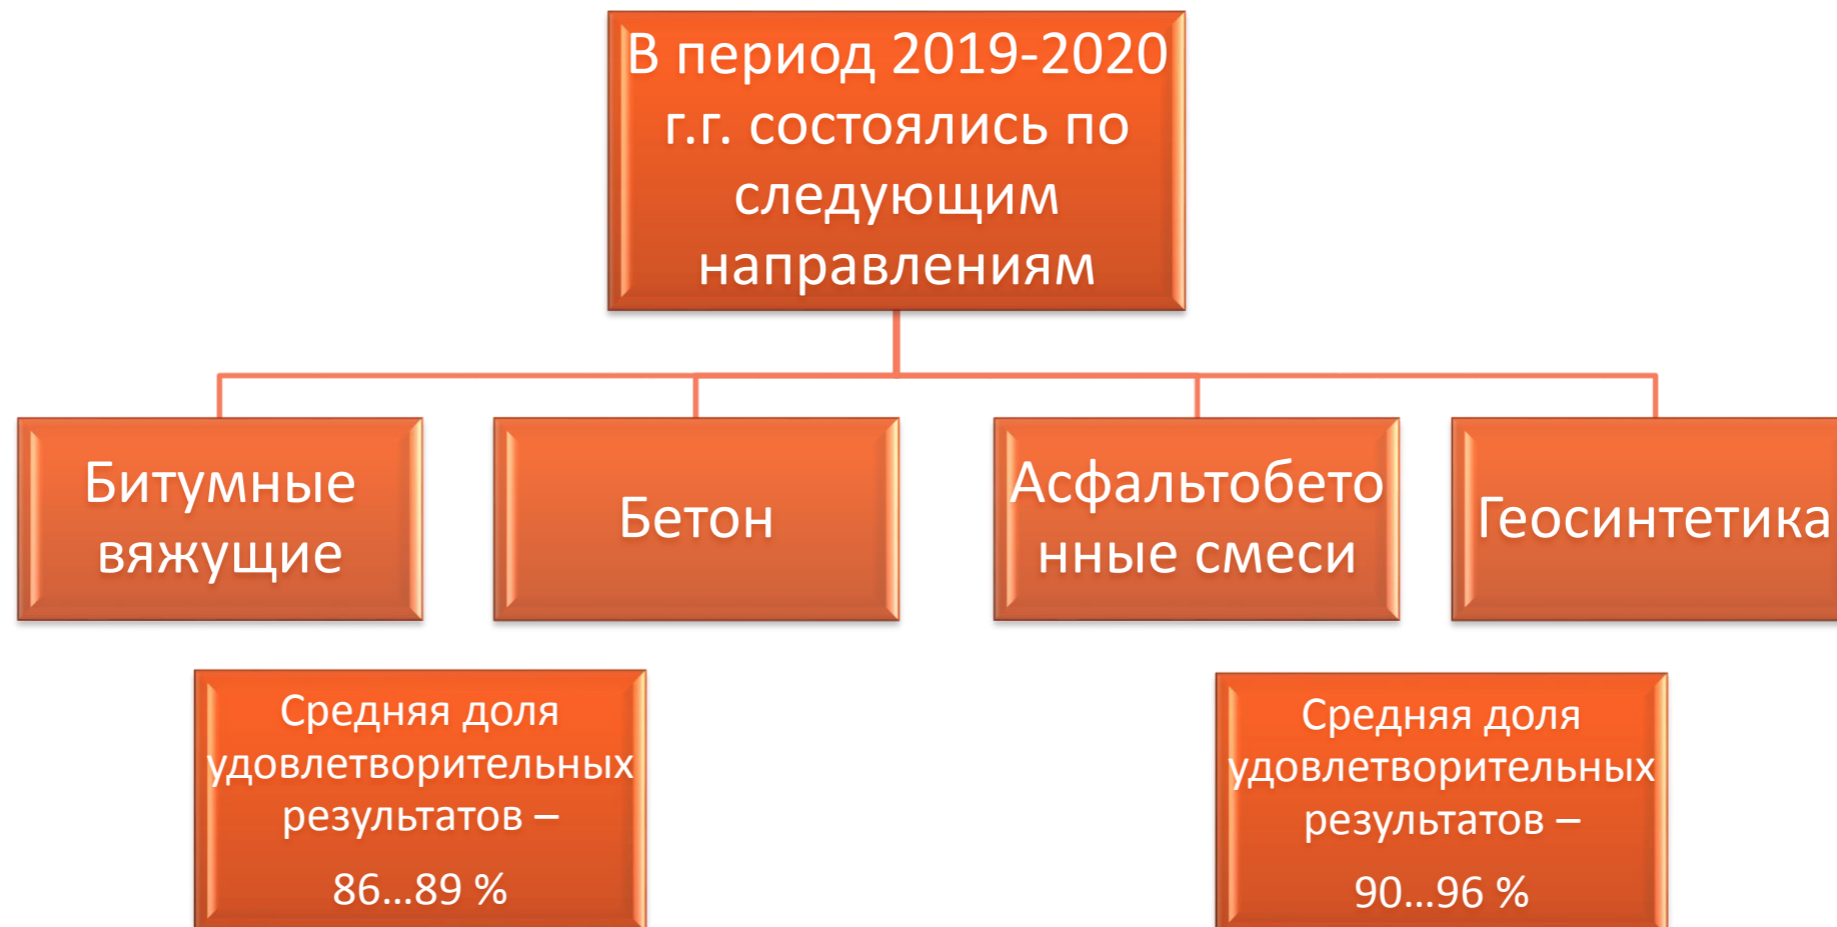 В период 2019-2020
г.г. состоялись по
следующим
направлениям
Битумные
вяжущие
Бетон
Асфальтобето
нные смеси
Геосинтетика
Средняя доля
удовлетворительных
результатов –
86...89 %
Средняя доля
удовлетворительных
результатов –
90...96 %